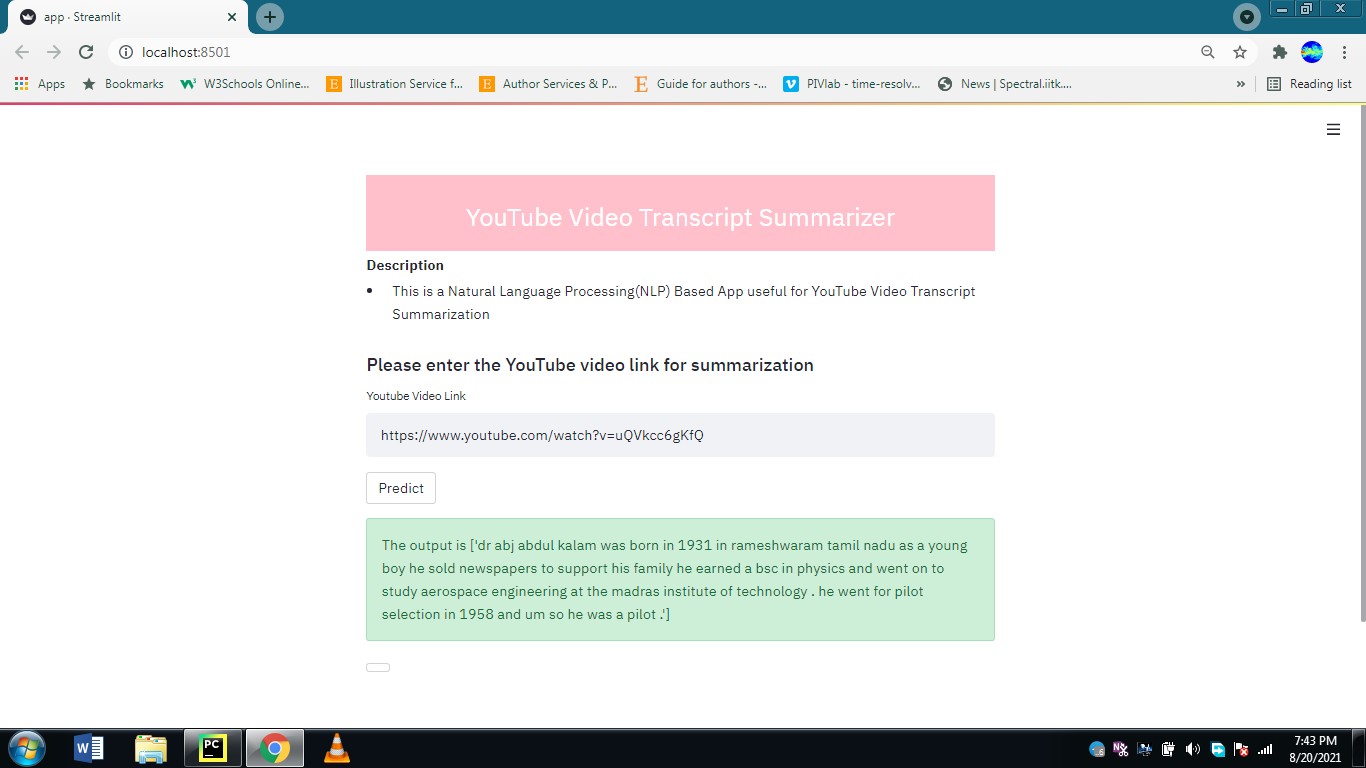 app · Streamlit
localhost:8501
Apps
Bookmarks
W3Schools Online...
Illustration Service f...
Author Services & P...
Guide for authors -...
PIVlab - time-resolv...
News | Spectral.iitk....
»
Reading list
YouTube Video Transcript Summarizer
Description
• This is a Natural Language Processing(NLP) Based App useful for YouTube Video Transcript
Summarization
Please enter the YouTube video link for summarization
Youtube Video Link
https://www.youtube.com/watch?v=uQVkcc6gKfQ
Predict
The output is ['dr abj abdul kalam was born in 1931 in rameshwaram tamil nadu as a young
boy he sold newspapers to support his family he earned a bsc in physics and went on to
study aerospace engineering at the madras institute of technology . he went for pilot
selection in 1958 and um so he was a pilot .']
PC
7:43 PM
8/20/2021